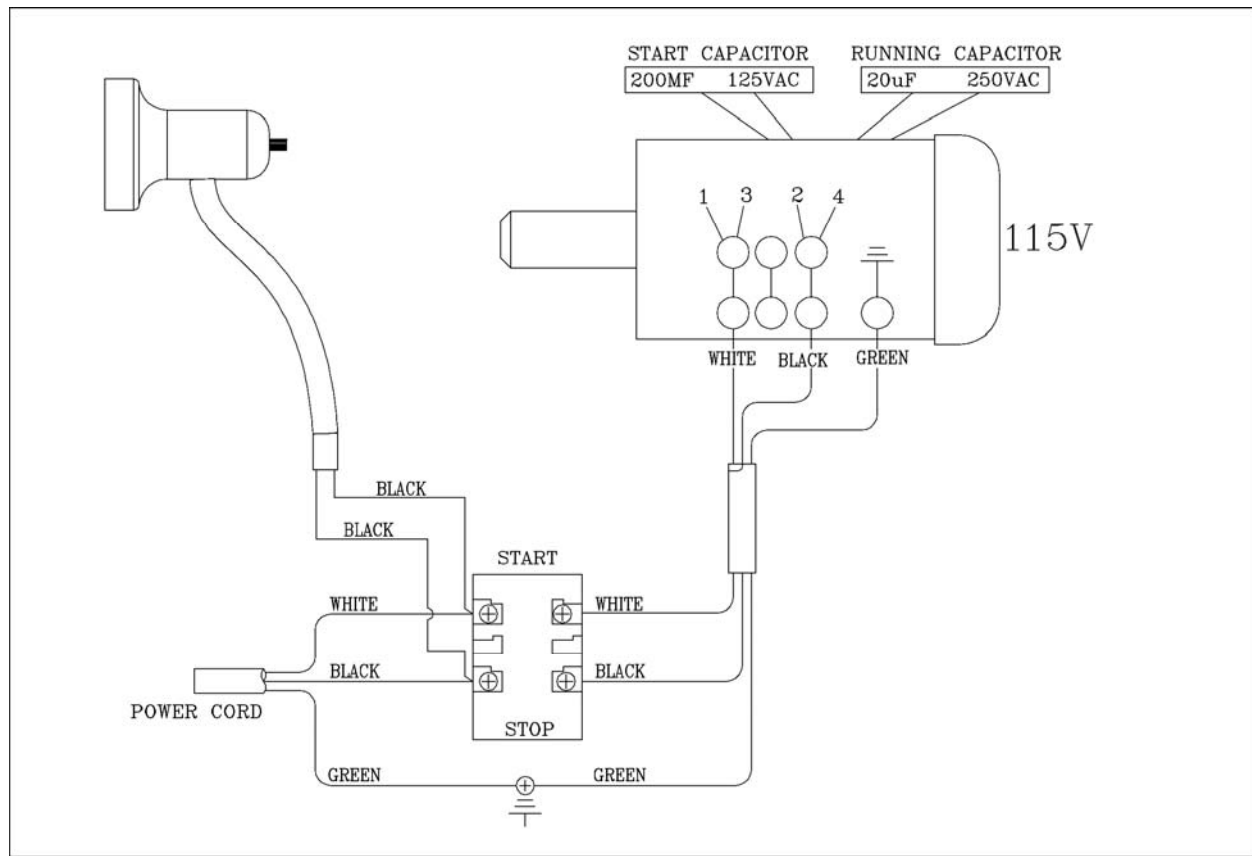 START CAPACITOR
200MF 125VAC
RUNNING CAPACITOR
20uF 250VAC
1 3 2 4
115V
WHITE BLACK GREEN
BLACK
BLACK
START
WHITE
WHITE
BLACK
BLACK
POWER CORD
STOP
GREEN
GREEN